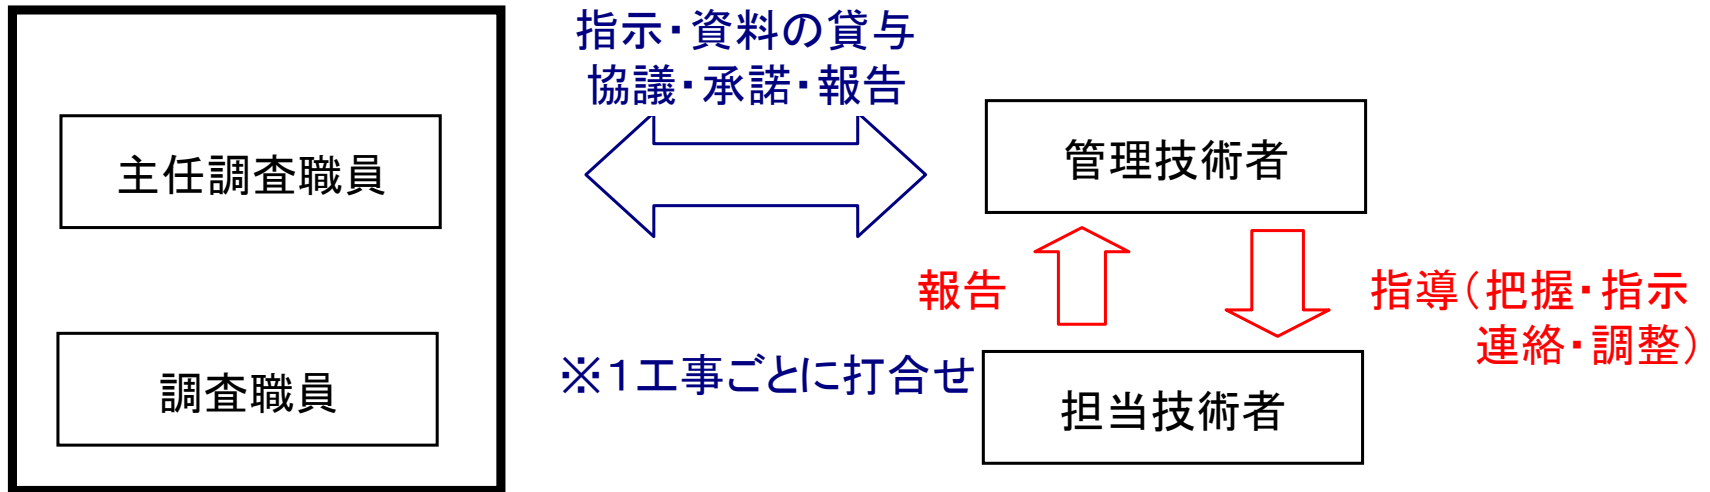 指示・資料の貸与
協議・承諾・報告
主任調査職員
管理技術者
報告
指導（把握・指示
連絡・調整）
調査職員
※１工事ごとに打合せ
担当技術者